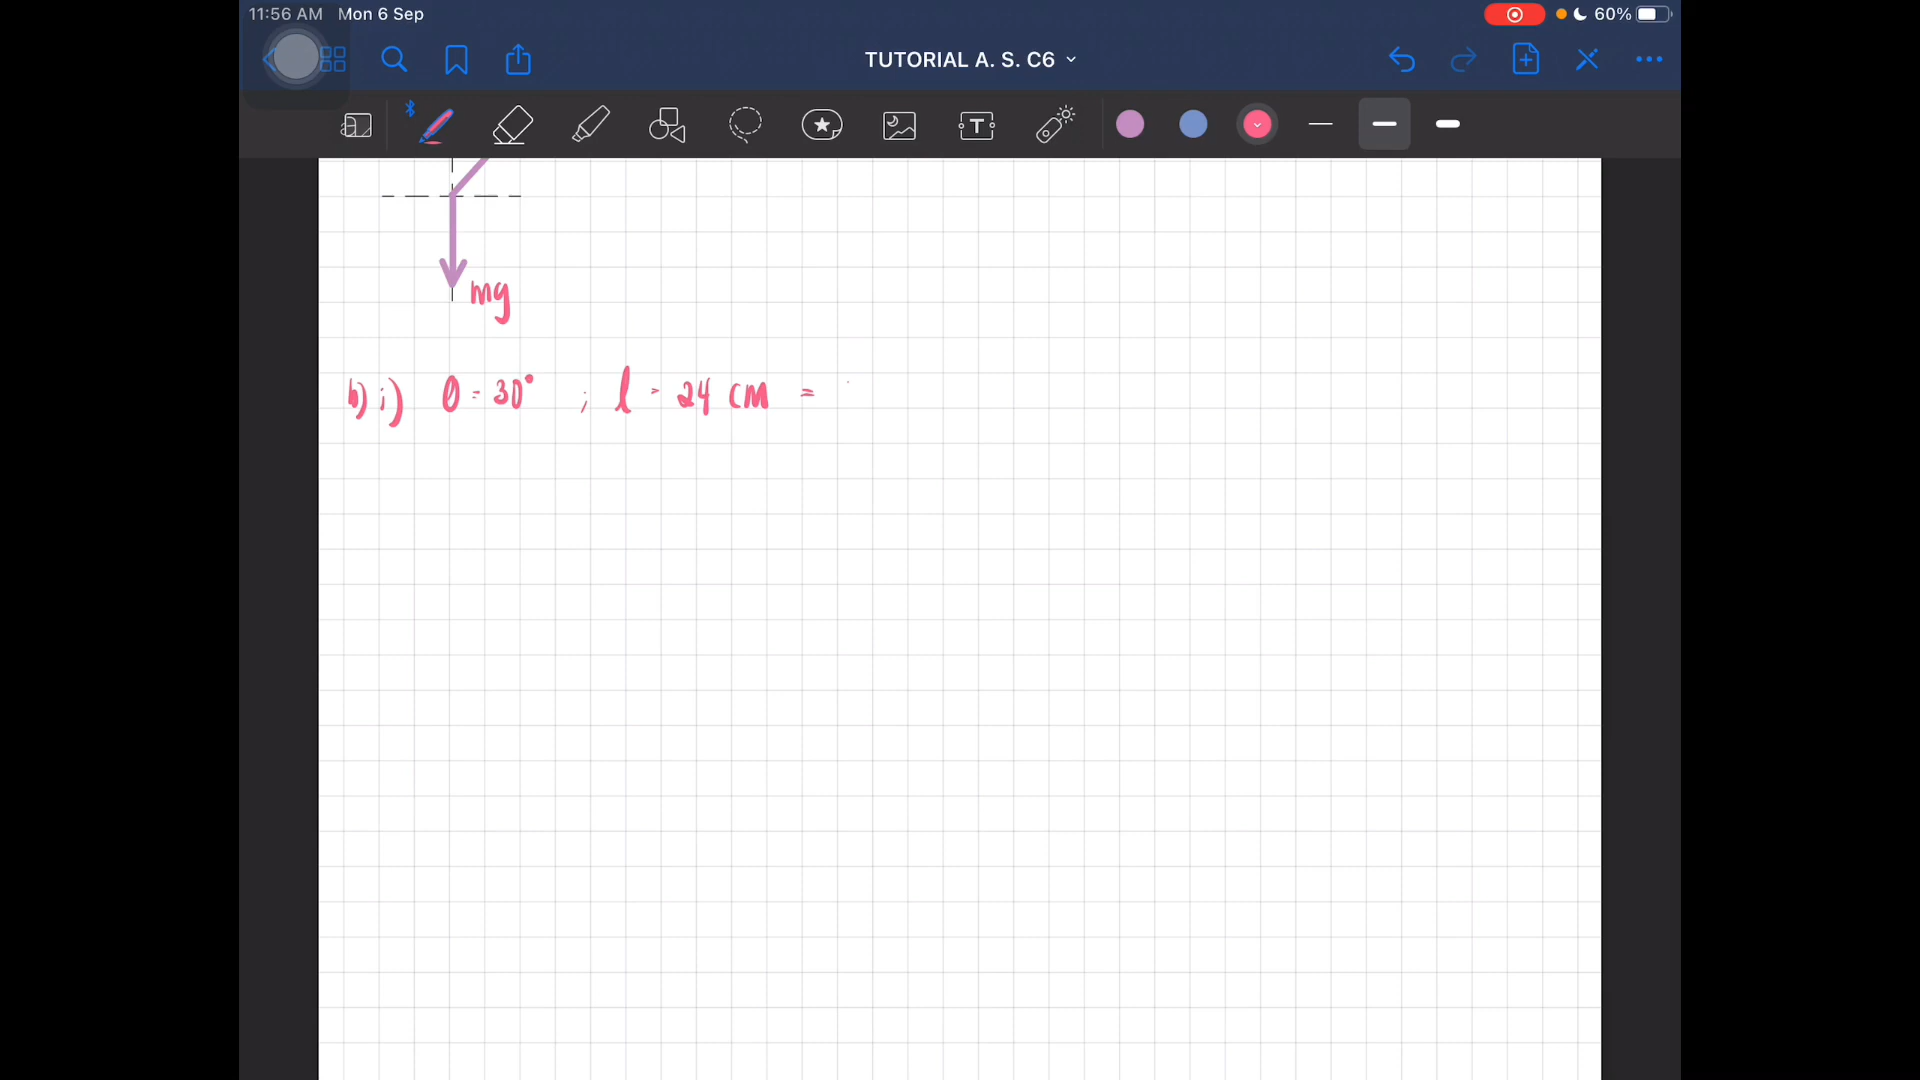 11:56 AM Mon 6 Sep 60%
TUTORIAL A. S. C6
mg
b) i) θ = 30° ; l = 24 cm =